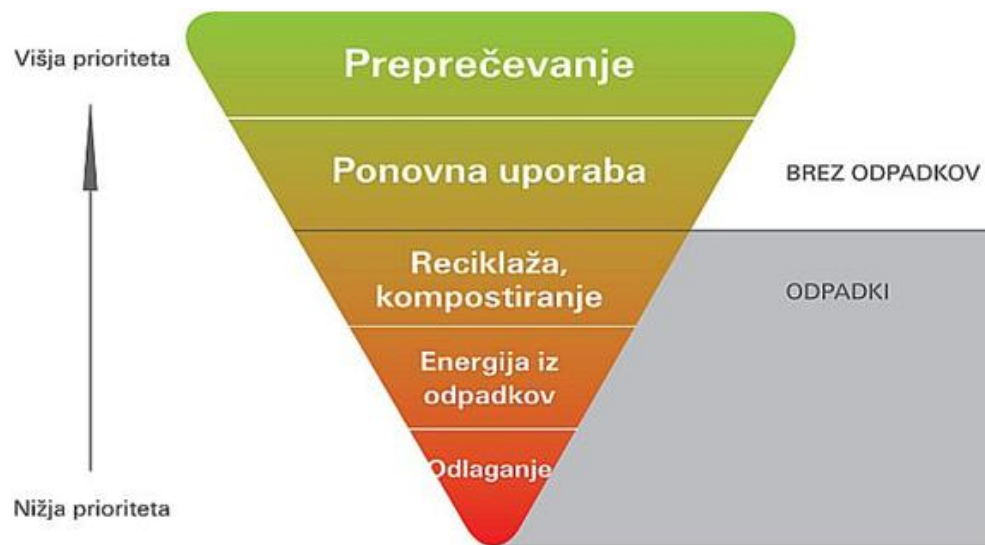 Višja prioriteta
Preprečevanje
Ponovna uporaba
BREZ ODPADKOV
Reciklaža,
kompostiranje
ODPADKI
Energija iz
odpadkov
Odlaganje
Nižja prioriteta